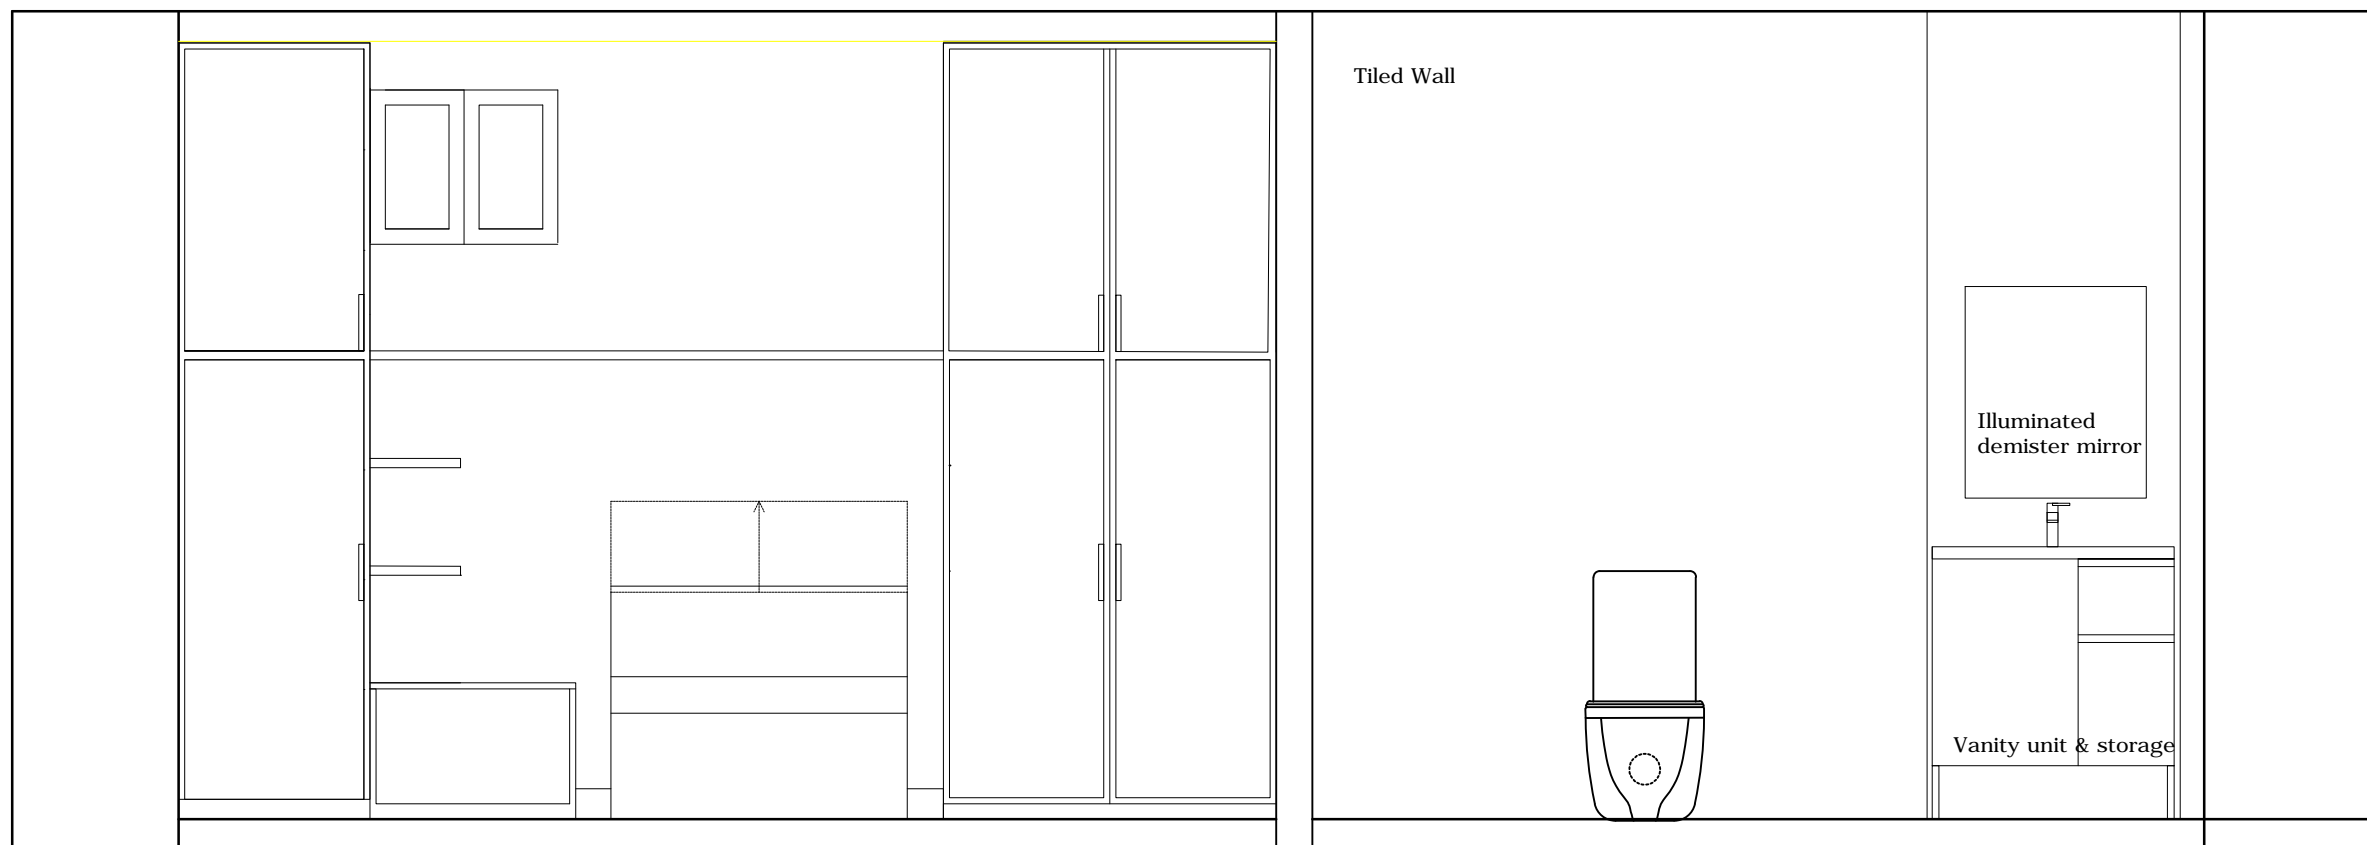 Tiled Wall
Illuminated
demister mirror
Vanity unit & storage